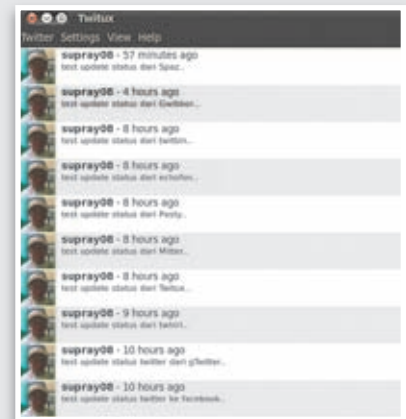 Twitux
Twitter Settings View Help
supray08 - 57 minutes ago
test update status dari Spaz..
supray08 - 4 hours ago
test update status dari Gwibber..
supray08 - 8 hours ago
test update status dari twitim..
supray08 - 8 hours ago
test update status dari echofon..
supray08 - 8 hours ago
test update status dari Posty..
supray08 - 8 hours ago
test update status dari Mitter..
supray08 - 8 hours ago
test update status dari Twitux..
supray08 - 9 hours ago
test update status dari twhirl..
supray08 - 10 hours ago
test update status twitter dari gTwitter..
supray08 - 10 hours ago
test update status twitter ke facebook..